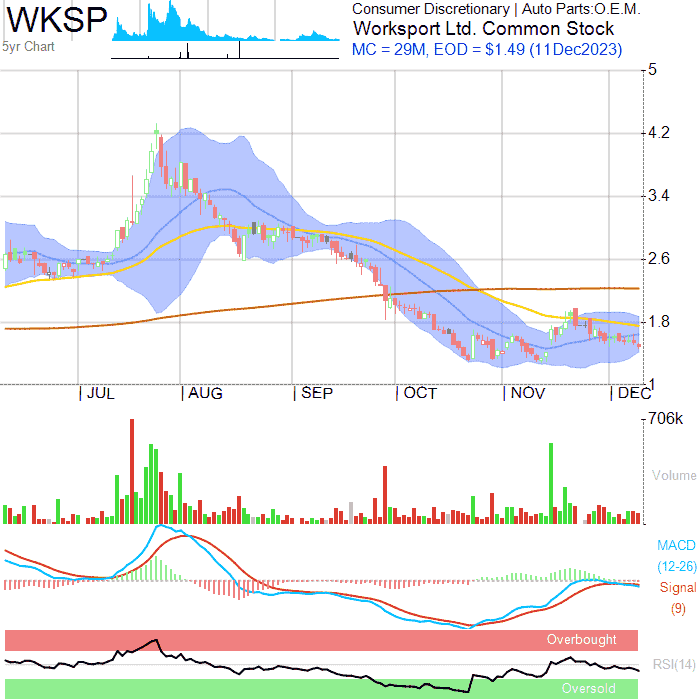 WKSP
5yr Chart
Consumer Discretionary | Auto Parts:O.E.M.
Worksport Ltd. Common Stock
MC = 29M, EOD = $1.49 (11Dec2023)
5
4.2
3.4
2.6
1.8
1
JUL AUG SEP OCT NOV DEC
706k
Volume
MACD
(12-26)
Signal
(9)
Overbought
RSI(14)
Oversold